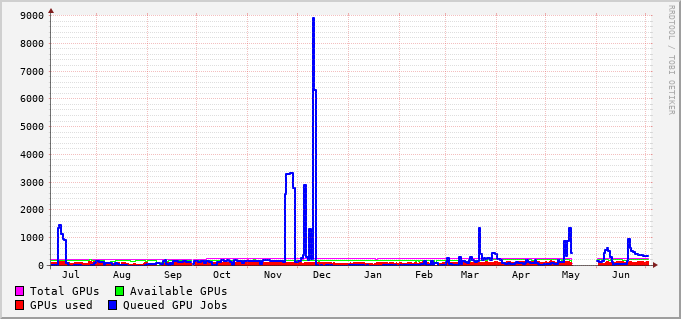 9000
8000
7000
6000
5000
4000
3000
2000
1000
0
Jul Aug Sep Oct Nov Dec Jan Feb Mar Apr May Jun
Total GPUs Available GPUs
GPUs used Queued GPU Jobs
RRDTOOL / TOBI OETIKER